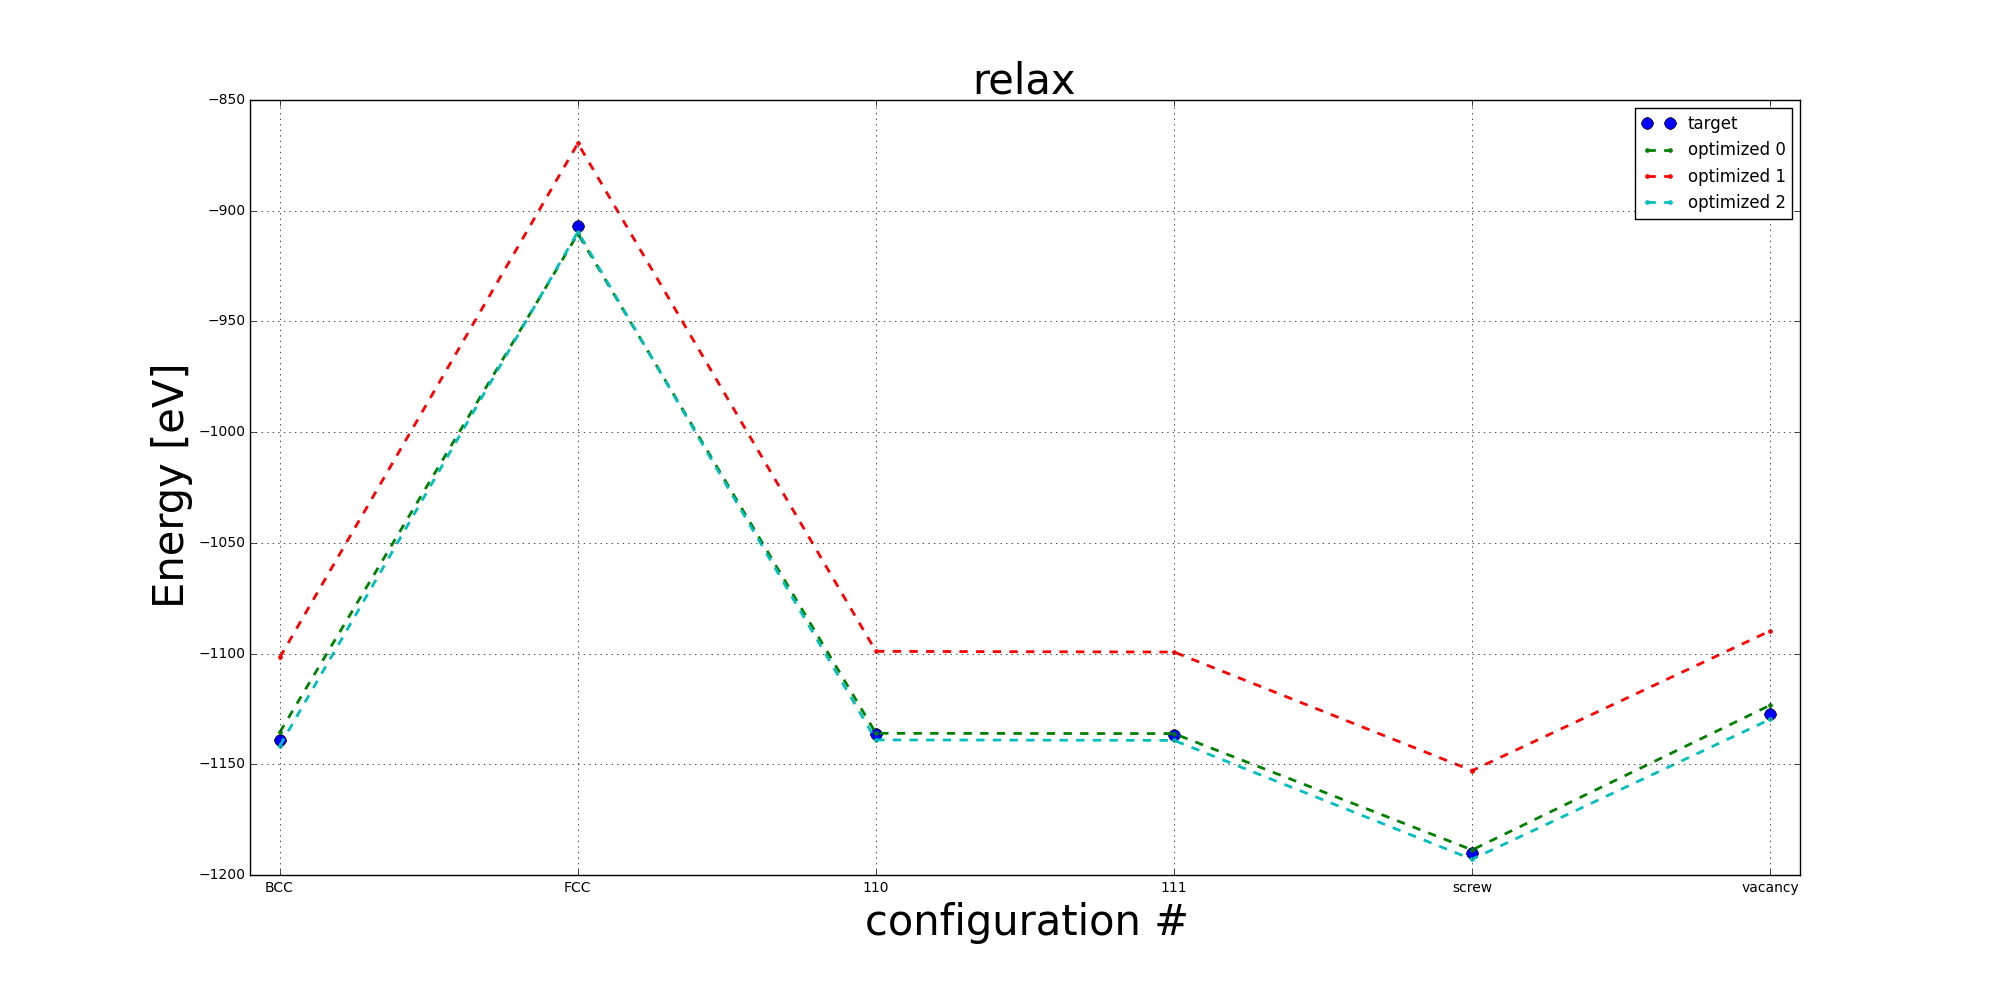 relax
−850
−900
−950
−1000
−1050
−1100
−1150
−1200
Energy [eV]
target
optimized 0
optimized 1
optimized 2
BCC FCC 110 111 screw vacancy
configuration #